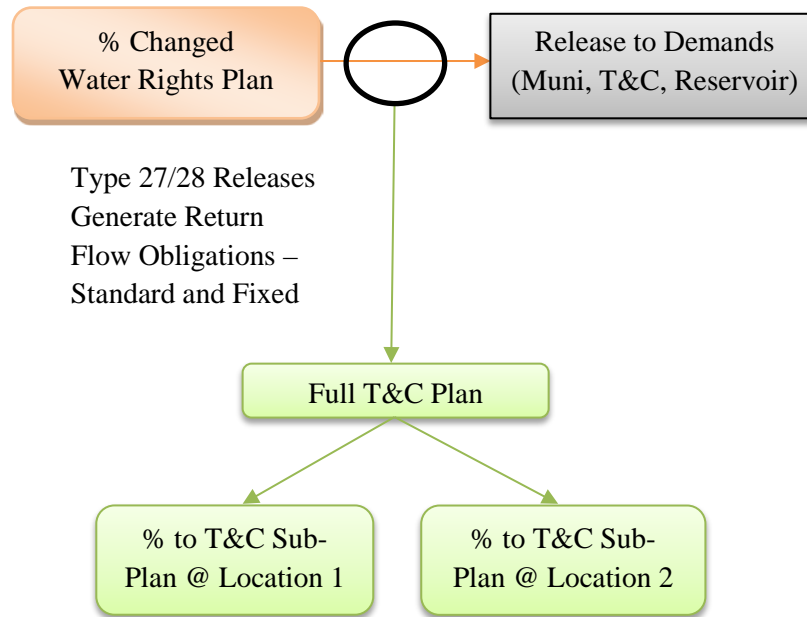 % Changed
Water Rights Plan
Release to Demands
(Muni, T&C, Reservoir)
Type 27/28 Releases
Generate Return
Flow Obligations –
Standard and Fixed
Full T&C Plan
% to T&C Sub-
Plan @ Location 1
% to T&C Sub-
Plan @ Location 2